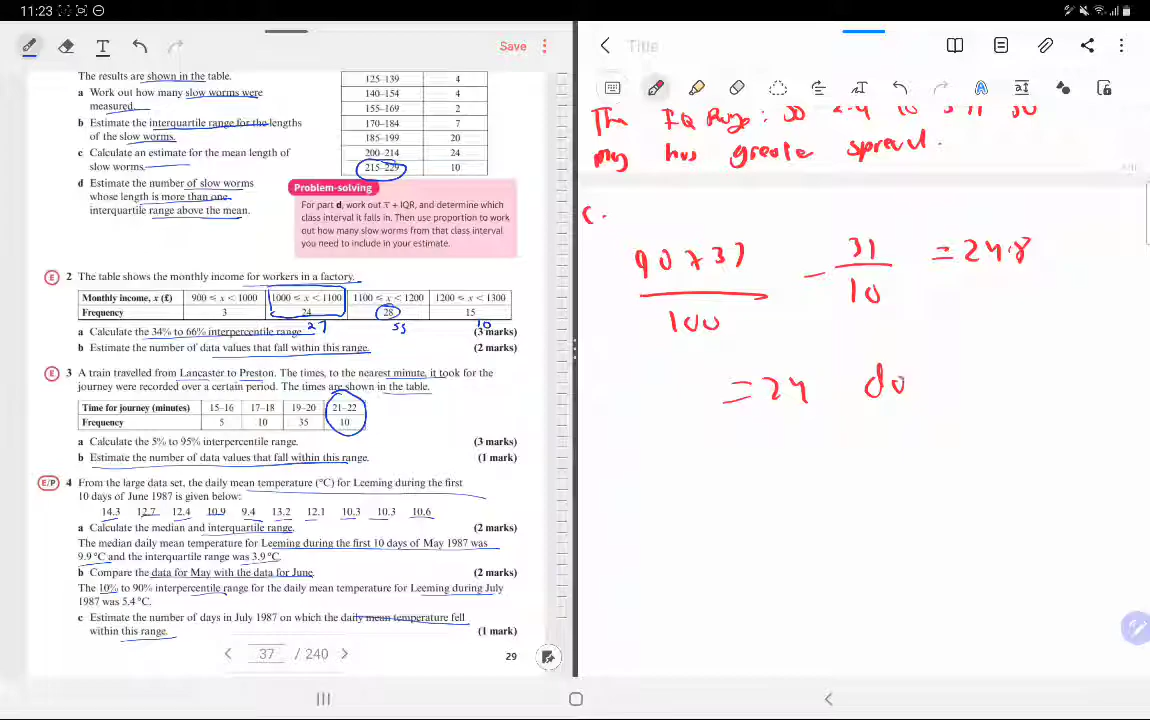 11:23
Save
Title
The results are shown in the table.
a Work out how many slow worms were
measured.
b Estimate the interquartile range for the lengths
of the slow worms.
c Calculate an estimate for the mean length of
slow worms.
d Estimate the number of slow worms
whose length is more than one
interquartile range above the mean.
125–139 4
140–154 4
155–169 2
170–184 7
185–199 20
200–214 24
215–229 10
Problem-solving
For part d, work out x̄ + IQR, and determine which
class interval it falls in. Then use proportion to work
out how many slow worms from that class interval
you need to include in your estimate.
E 2 The table shows the monthly income for workers in a factory.
Monthly income, x (£) 900 ≤ x < 1000 1000 ≤ x < 1100 1100 ≤ x < 1200 1200 ≤ x < 1300
Frequency 3 24 28 15
27 55
a Calculate the 34% to 66% interpercentile range. (3 marks)
b Estimate the number of data values that fall within this range. (2 marks)
E 3 A train travelled from Lancaster to Preston. The times, to the nearest minute, it took for the
journey were recorded over a certain period. The times are shown in the table.
Time for journey (minutes) 15–16 17–18 19–20 21–22
Frequency 5 10 35 10
a Calculate the 5% to 95% interpercentile range. (3 marks)
b Estimate the number of data values that fall within this range. (1 mark)
E/P 4 From the large data set, the daily mean temperature (°C) for Leeming during the first
10 days of June 1987 is given below:
14.3 12.7 12.4 10.9 9.4 13.2 12.1 10.3 10.3 10.6
a Calculate the median and interquartile range. (2 marks)
The median daily mean temperature for Leeming during the first 10 days of May 1987 was
9.9 °C and the interquartile range was 3.9 °C.
b Compare the data for May with the data for June. (2 marks)
The 10% to 90% interpercentile range for the daily mean temperature for Leeming during July
1987 was 5.4 °C.
c Estimate the number of days in July 1987 on which the daily mean temperature fell
within this range. (1 mark)
37 / 240
29
may has greate spread.
c.
90 × 31
100
– 31
10
= 24.8
= 24 da